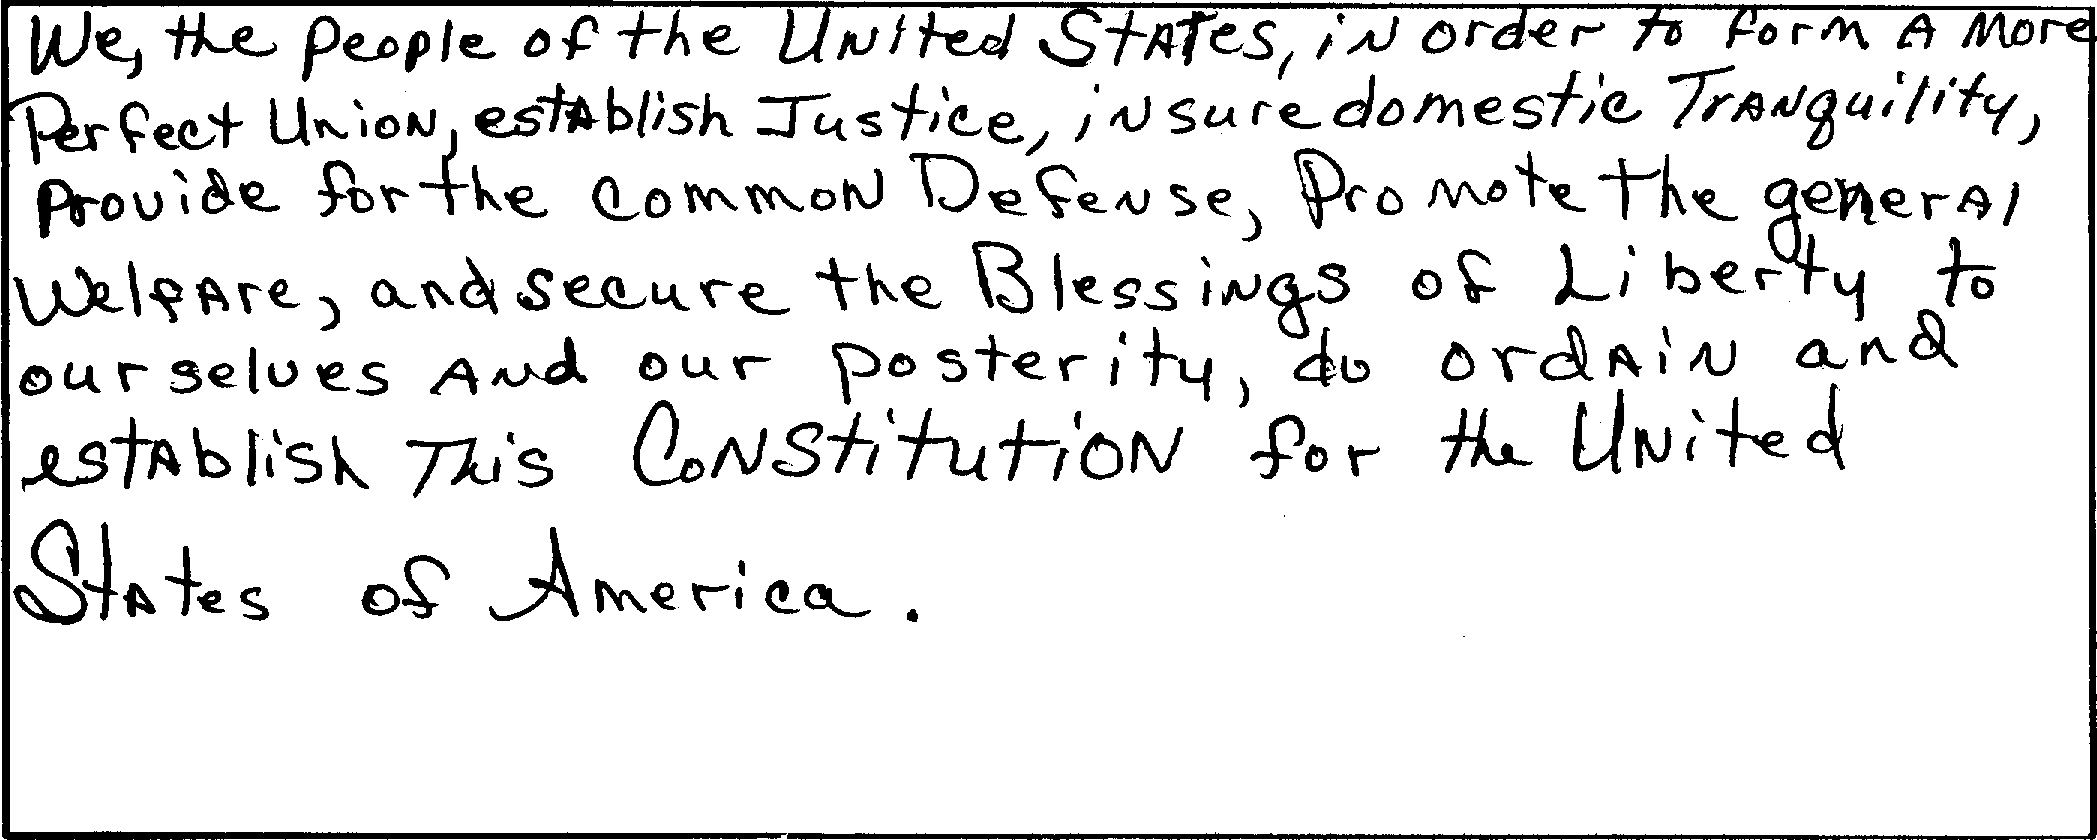 We, the people of the United States, in order to form a more
Perfect Union, establish Justice, insure domestic Tranquility,
provide for the common Defense, Promote the general
Welfare, and secure the Blessings of Liberty to
ourselves and our posterity, do ordain and
establish This Constitution for the United
States of America.